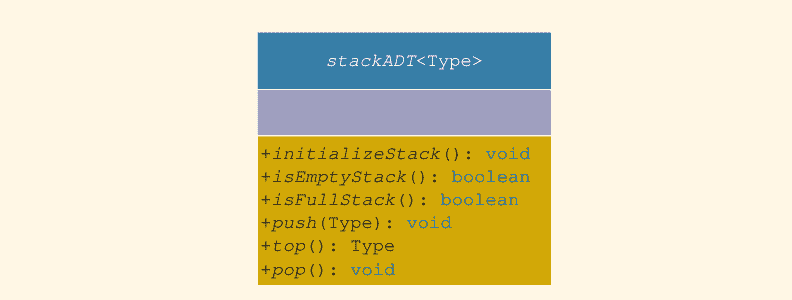 stackADT<Type>
+initializeStack(): void
+isEmptyStack(): boolean
+isFullStack(): boolean
+push(Type): void
+top(): Type
+pop(): void